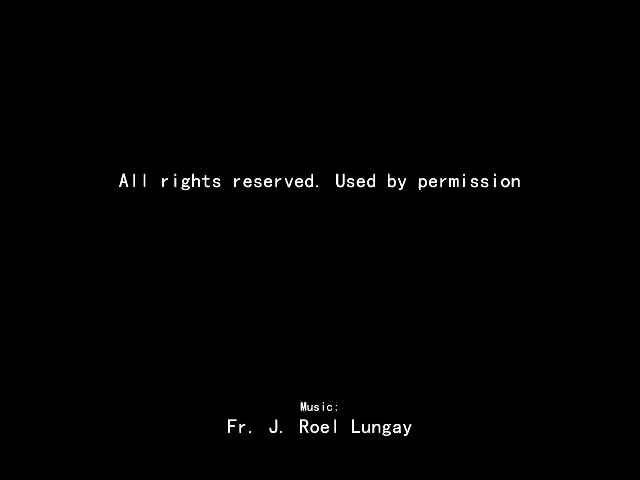 All rights reserved. Used by permission
Music:
Fr. J. Roel Lungay